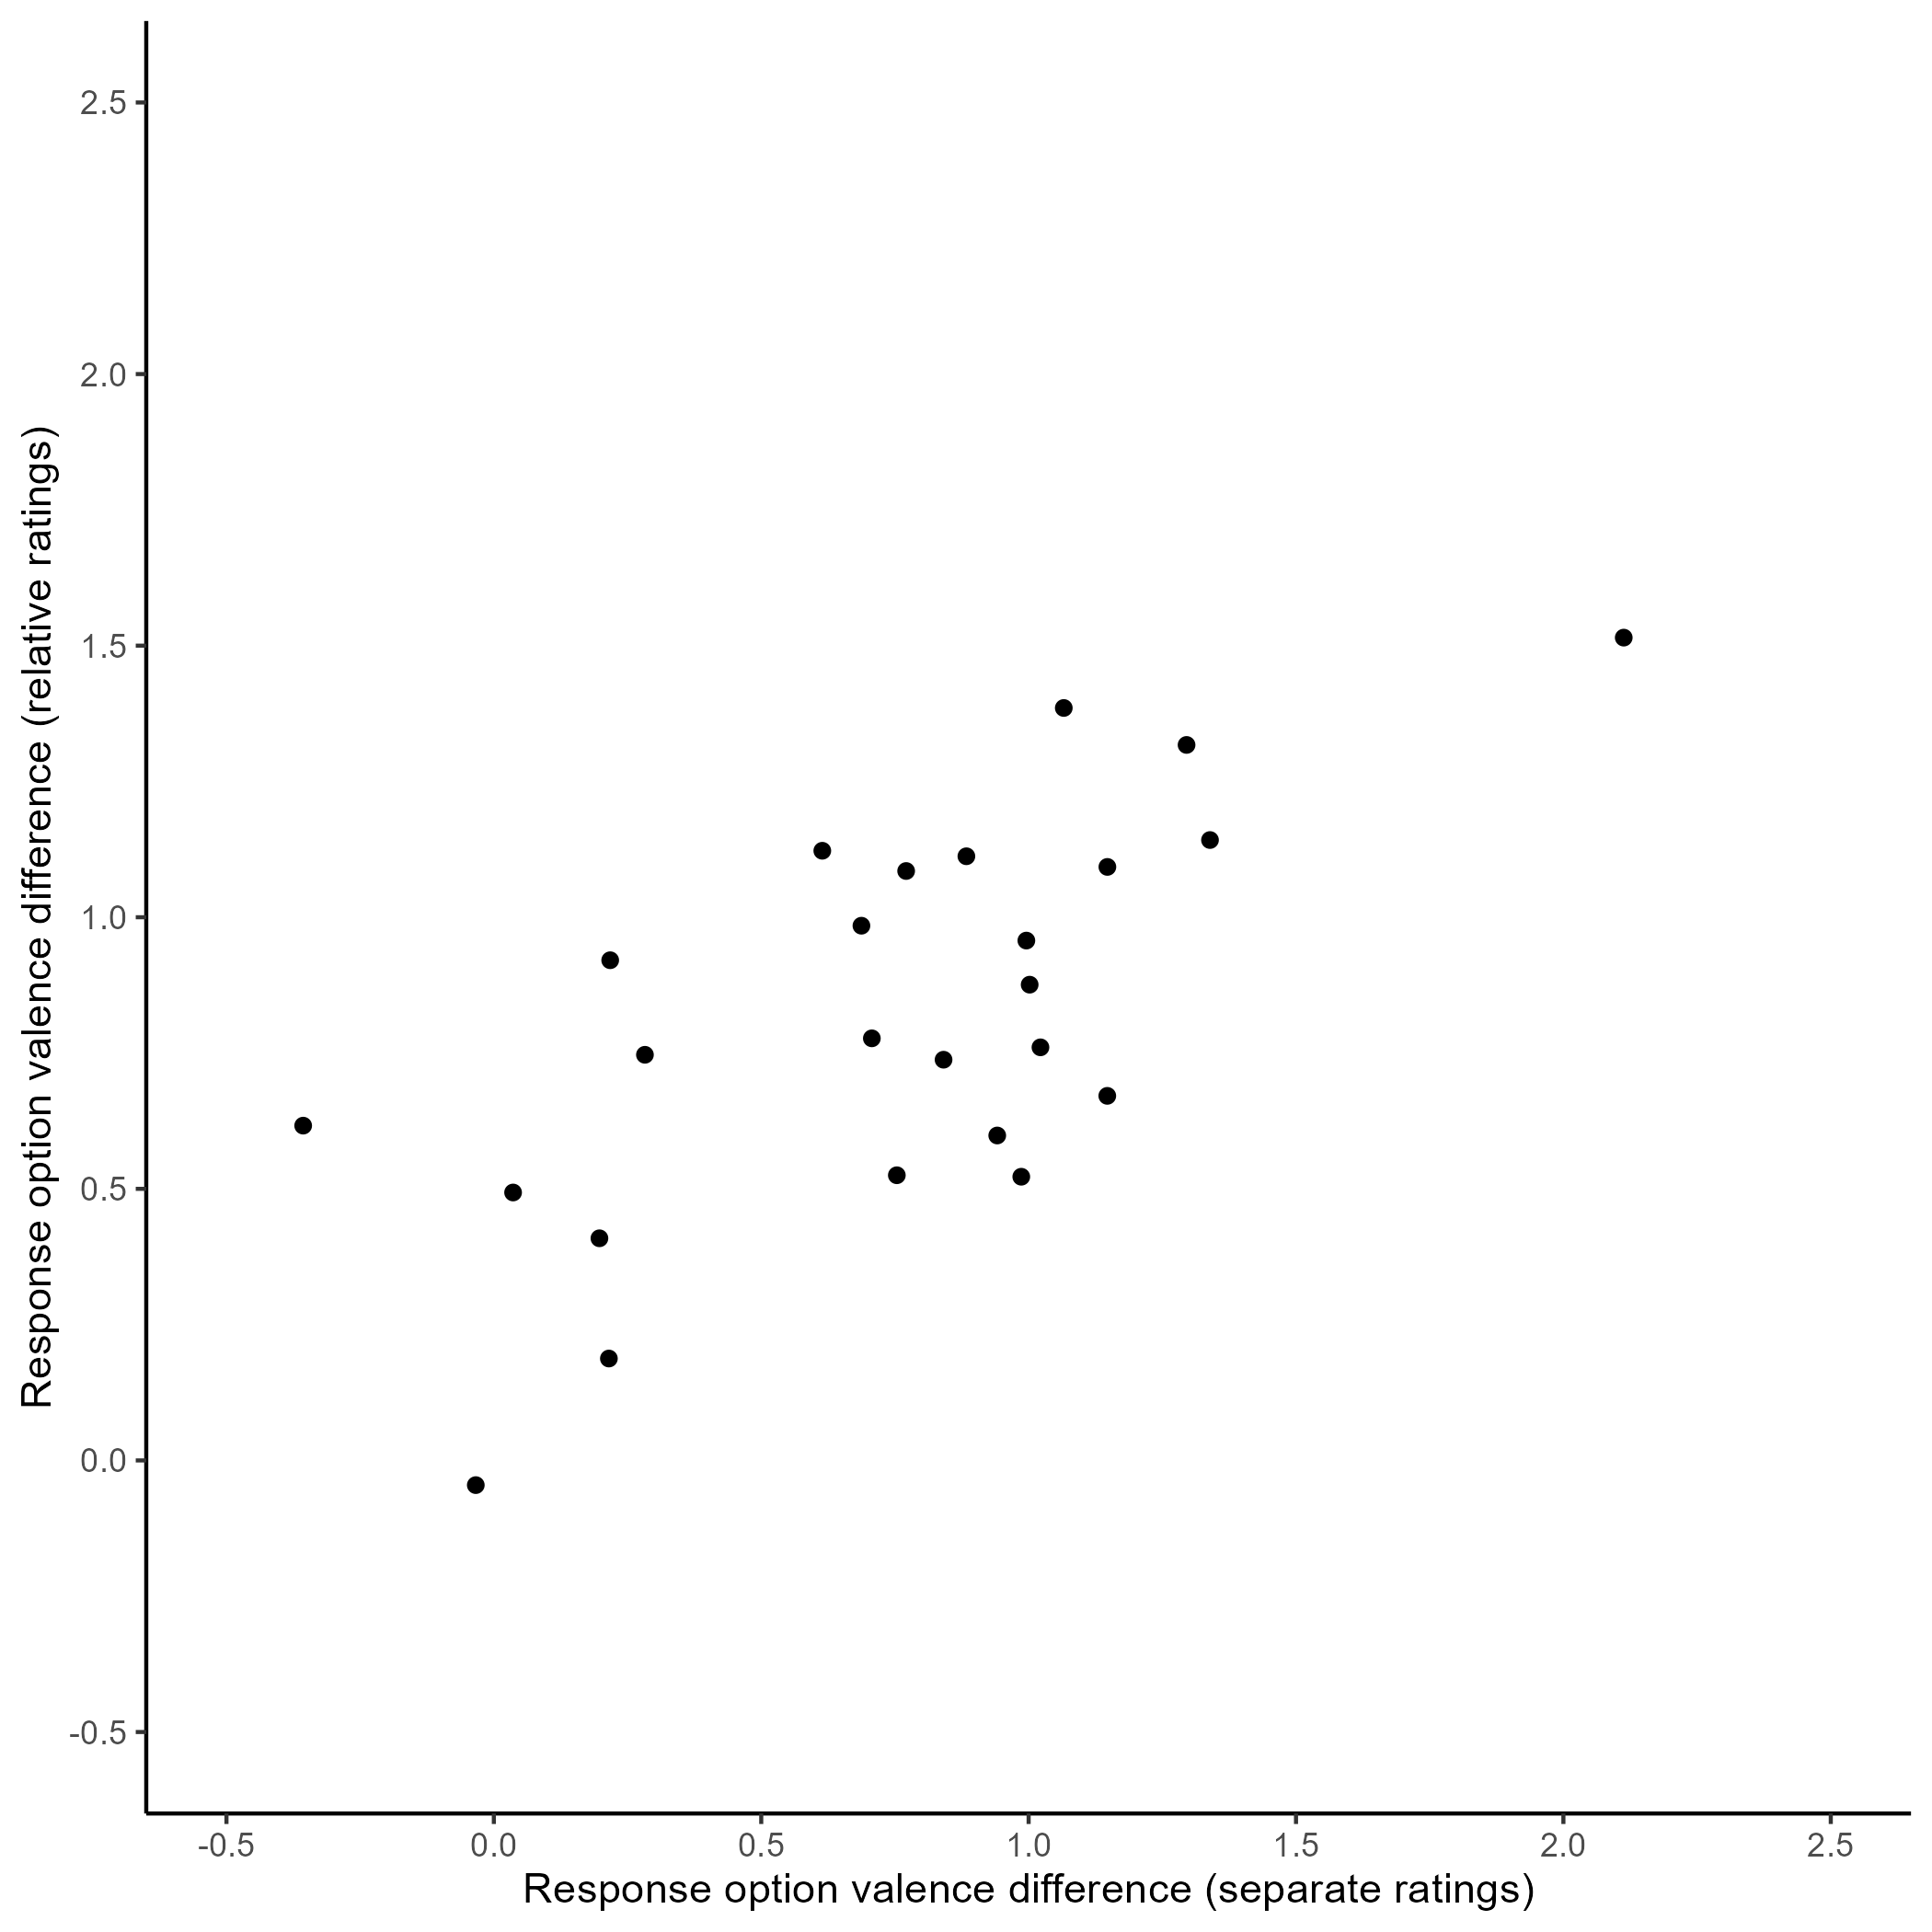 Response option valence difference (relative ratings)
2.5
2.0
1.5
1.0
0.5
0.0
-0.5
-0.5 0.0 0.5 1.0 1.5 2.0 2.5
Response option valence difference (separate ratings)